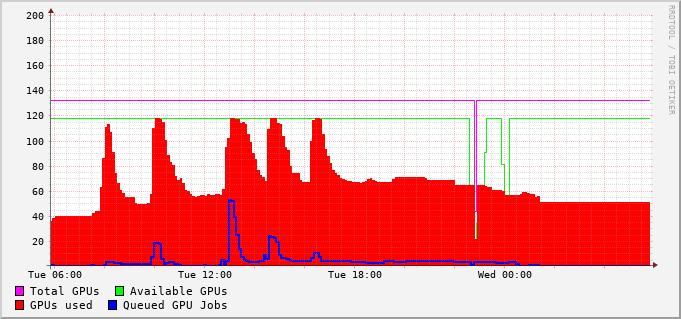 200
180
160
140
120
100
80
60
40
20
Tue 06:00 Tue 12:00 Tue 18:00 Wed 00:00
Total GPUs Available GPUs
GPUs used Queued GPU Jobs
RRDTOOL / TOBI OETIKER